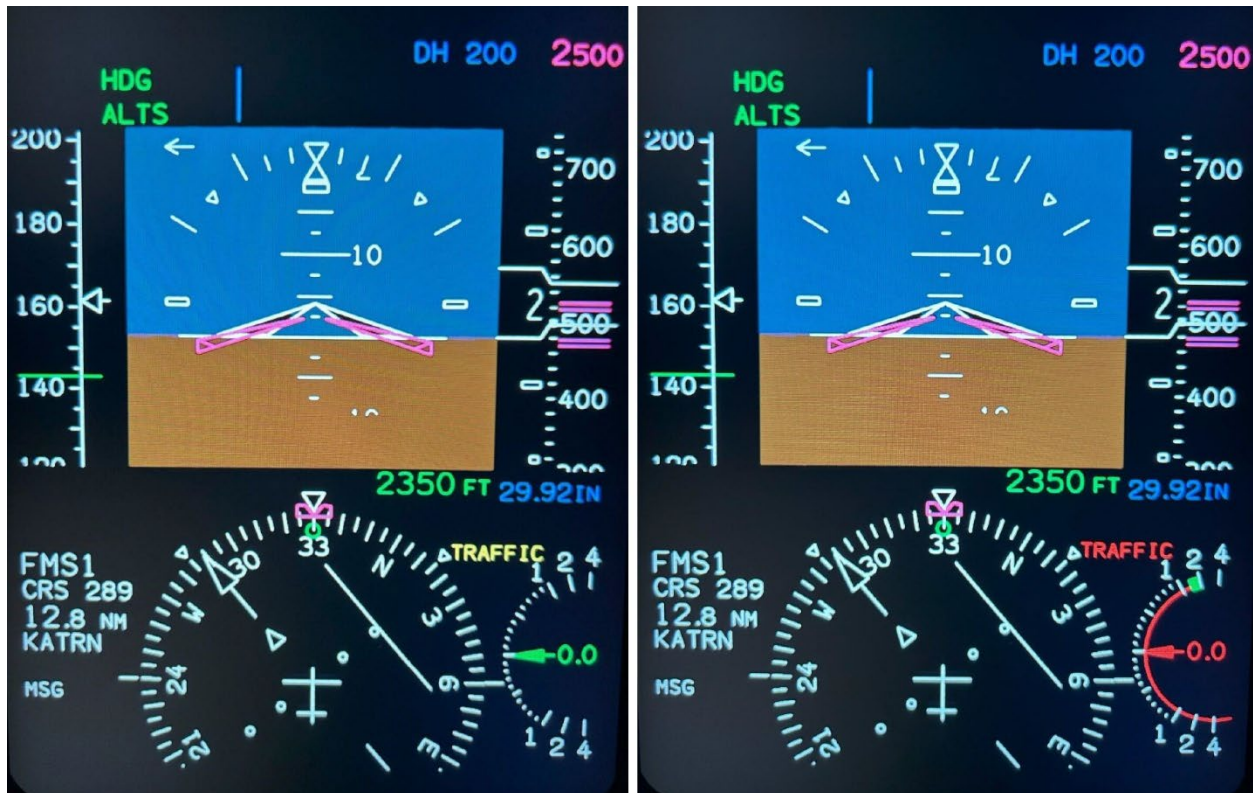 DH 200 2500
HDG
ALTS
200
180
160
140
700
600
2
500
400
10
2350 FT 29.92IN
FMS1
CRS 289
12.8 NM
KATRN
MSG
TRAFFIC
33
30
N
W
3
24
6
21
E
1 2 4
0.0
1 2 4
DH 200 2500
HDG
ALTS
200
180
160
140
700
600
2
500
400
10
2350 FT 29.92IN
FMS1
CRS 289
12.8 NM
KATRN
MSG
TRAFFIC
33
30
N
W
3
24
6
21
E
1 2 4
0.0
1 2 4